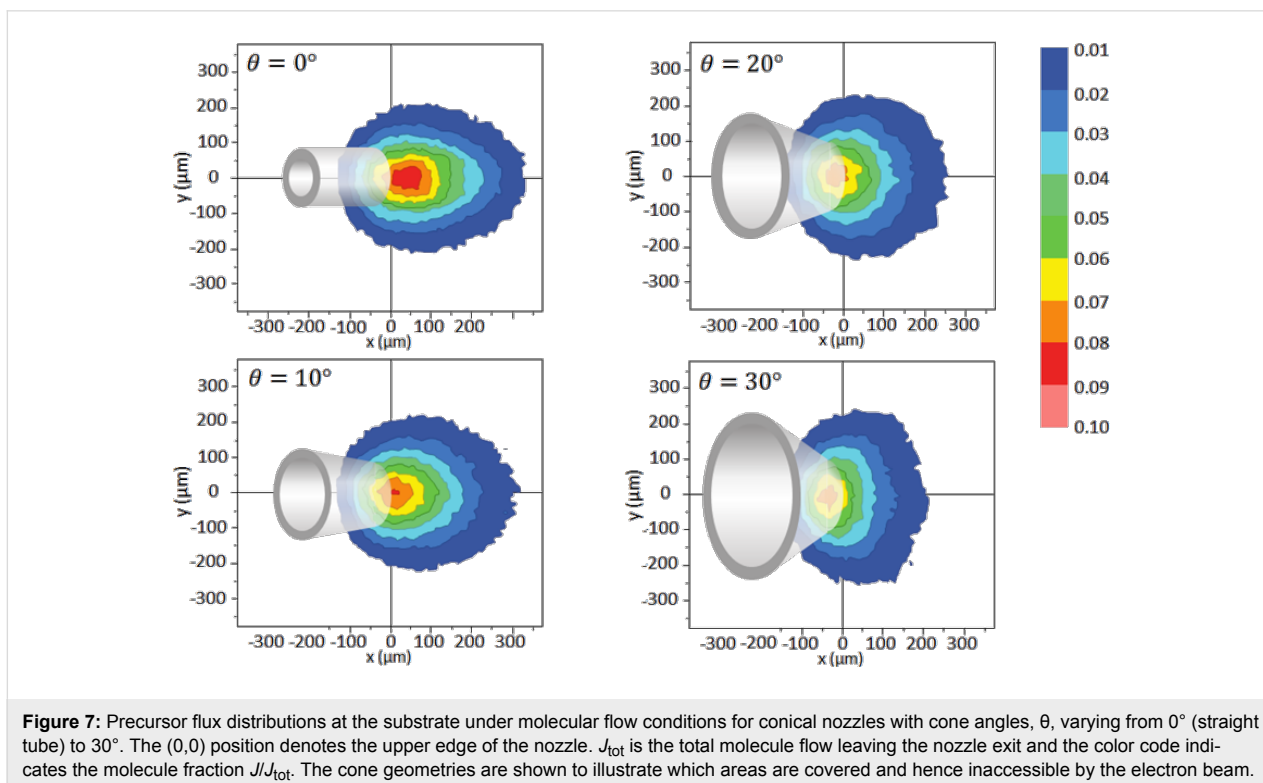 θ = 0°
300
200
100
0
-100
-200
-300
y (µm)
-300 -200 -100 0 100 200 300
x (µm)
θ = 20°
300
200
100
0
-100
-200
-300
y (µm)
-300 -200 -100 0 100 200 300
x (µm)
0.01
0.02
0.03
0.04
0.05
0.06
0.07
0.08
0.09
0.10
θ = 10°
300
200
100
0
-100
-200
-300
y (µm)
-300 -200 -100 0 100 200 300
x (µm)
θ = 30°
300
200
100
0
-100
-200
-300
y (µm)
-300 -200 -100 0 100 200 300
x (µm)
Figure 7: Precursor flux distributions at the substrate under molecular flow conditions for conical nozzles with cone angles, θ, varying from 0° (straight
tube) to 30°. The (0,0) position denotes the upper edge of the nozzle. Jtot is the total molecule flow leaving the nozzle exit and the color code indi-
cates the molecule fraction J/Jtot. The cone geometries are shown to illustrate which areas are covered and hence inaccessible by the electron beam.